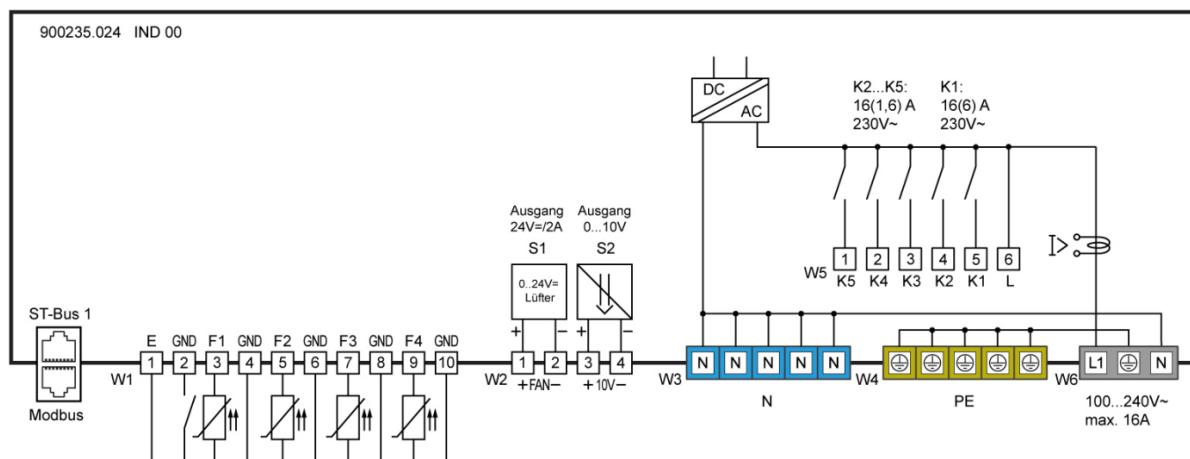 900235.024 IND 00
DC
AC
K2...K5:
16(1,6) A
230V~
K1:
16(6) A
230V~
Ausgang
24V=/2A
S1
Ausgang
0...10V
S2
0..24V=
Lüfter
+ −
+ −
I>
W5
1 2 3 4 5 6
K5 K4 K3 K2 K1 L
ST-Bus 1
Modbus
E GND F1 GND F2 GND F3 GND F4 GND
W1 1 2 3 4 5 6 7 8 9 10
W2 1 2 3 4
+FAN− +10V−
W3 N N N N N
N
W4
PE
W6 L1 N
100...240V~
max. 16A